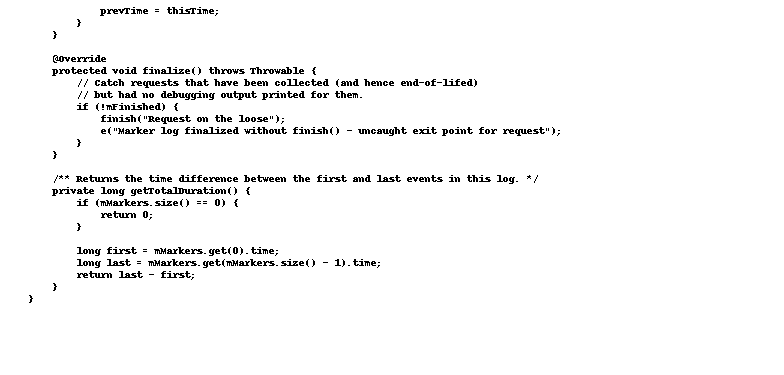 prevTime = thisTime;
}
}
@Override
protected void finalize() throws Throwable {
// Catch requests that have been collected (and hence end-of-lifed)
// but had no debugging output printed for them.
if (!mFinished) {
finish("Request on the loose");
e("Marker log finalized without finish() - uncaught exit point for request");
}
}
/** Returns the time difference between the first and last events in this log. */
private long getTotalDuration() {
if (mMarkers.size() == 0) {
return 0;
}
long first = mMarkers.get(0).time;
long last = mMarkers.get(mMarkers.size() - 1).time;
return last - first;
}
}